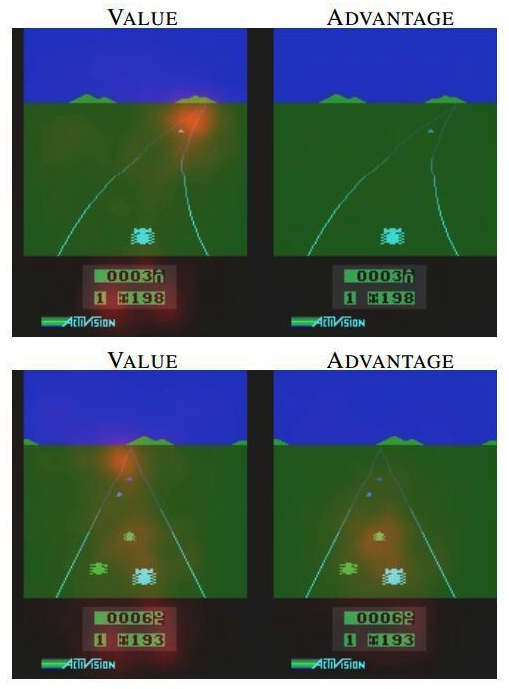 VALUE ADVANTAGE
0003 0003
1 198 1 198
ACTIVISION ACTIVISION
VALUE ADVANTAGE
0006 0006
1 193 1 193
ACTIVISION ACTIVISION